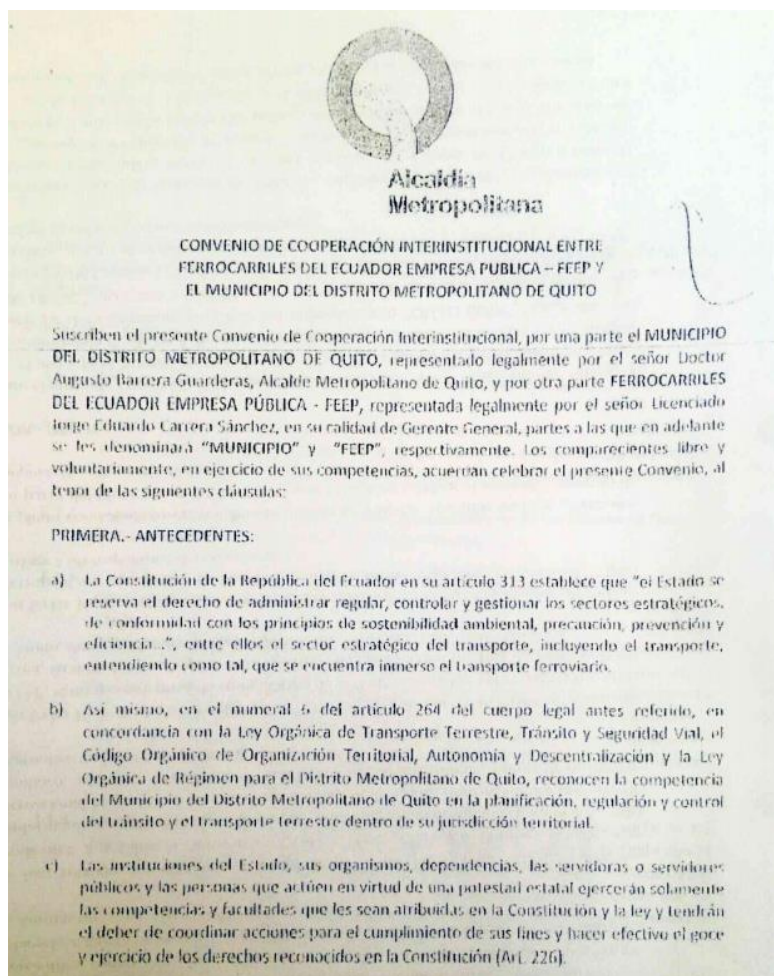 Alcaldía
Metropolitana
CONVENIO DE COOPERACIÓN INTERINSTITUCIONAL ENTRE
FERROCARRILES DEL ECUADOR EMPRESA PUBLICA – FEEP Y
EL MUNICIPIO DEL DISTRITO METROPOLITANO DE QUITO
Suscriben el presente Convenio de Cooperación Interinstitucional, por una parte el MUNICIPIO
DEL DISTRITO METROPOLITANO DE QUITO, representado legalmente por el señor Doctor
Augusto Barrera Guarderas, Alcalde Metropolitano de Quito, y por otra parte FERROCARRILES
DEL ECUADOR EMPRESA PÚBLICA - FEEP, representada legalmente por el señor Licenciado
Jorge Eduardo Carrera Sánchez, en su calidad de Gerente General, partes a las que en adelante
se les denominará “MUNICIPIO” y “FEEP”, respectivamente. Los comparecientes libre y
voluntariamente, en ejercicio de sus competencias, acuerdan celebrar el presente Convenio, al
tenor de las siguientes cláusulas:
PRIMERA.- ANTECEDENTES:
a) La Constitución de la República del Ecuador en su artículo 313 establece que “el Estado se
reserva el derecho de administrar regular, controlar y gestionar los sectores estratégicos,
de conformidad con los principios de sostenibilidad ambiental, precaución, prevención y
eficiencia...”, entre ellos el sector estratégico del transporte, incluyendo el transporte,
entendiendo como tal, que se encuentra inmerso el transporte ferroviario.
b) Así mismo, en el numeral 6 del artículo 264 del cuerpo legal antes referido, en
concordancia con la Ley Orgánica de Transporte Terrestre, Tránsito y Seguridad Vial, el
Código Orgánico de Organización Territorial, Autonomía y Descentralización y la Ley
Orgánica de Régimen para el Distrito Metropolitano de Quito, reconocen la competencia
del Municipio del Distrito Metropolitano de Quito en la planificación, regulación y control
del tránsito y el transporte terrestre dentro de su jurisdicción territorial.
c) Las instituciones del Estado, sus organismos, dependencias, las servidoras o servidores
públicos y las personas que actúen en virtud de una potestad estatal ejercerán solamente
las competencias y facultades que les sean atribuidas en la Constitución y la ley y tendrán
el deber de coordinar acciones para el cumplimiento de sus fines y hacer efectivo el goce
y ejercicio de los derechos reconocidos en la Constitución (Art. 226).